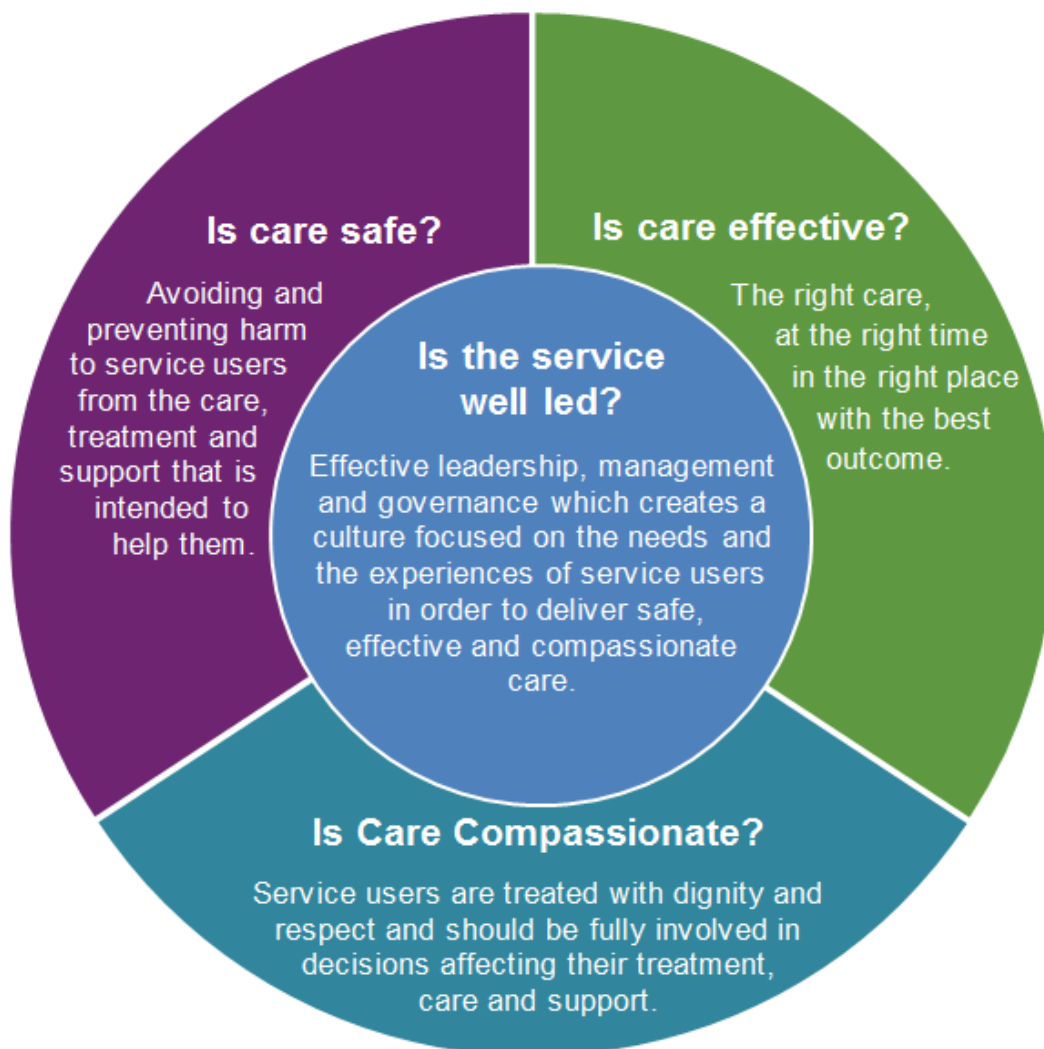 Is care safe?
Avoiding and
preventing harm
to service users
from the care,
treatment and
support that is
intended to
help them.
Is care effective?
The right care,
at the right time
in the right place
with the best
outcome.
Is the service
well led?
Effective leadership, management
and governance which creates a
culture focused on the needs and
the experiences of service users
in order to deliver safe,
effective and compassionate
care.
Is Care Compassionate?
Service users are treated with dignity and
respect and should be fully involved in
decisions affecting their treatment,
care and support.